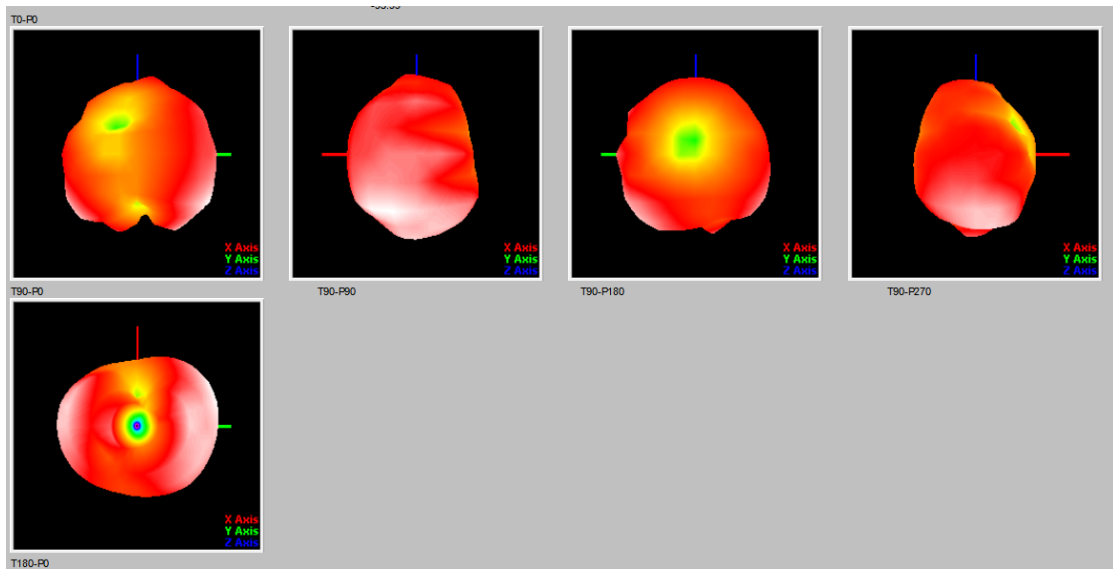 T0-P0
X Axis
Y Axis
Z Axis
X Axis
Y Axis
Z Axis
X Axis
Y Axis
Z Axis
X Axis
Y Axis
Z Axis
T90-P0
T90-P90
T90-P180
T90-P270
X Axis
Y Axis
Z Axis
T180-P0